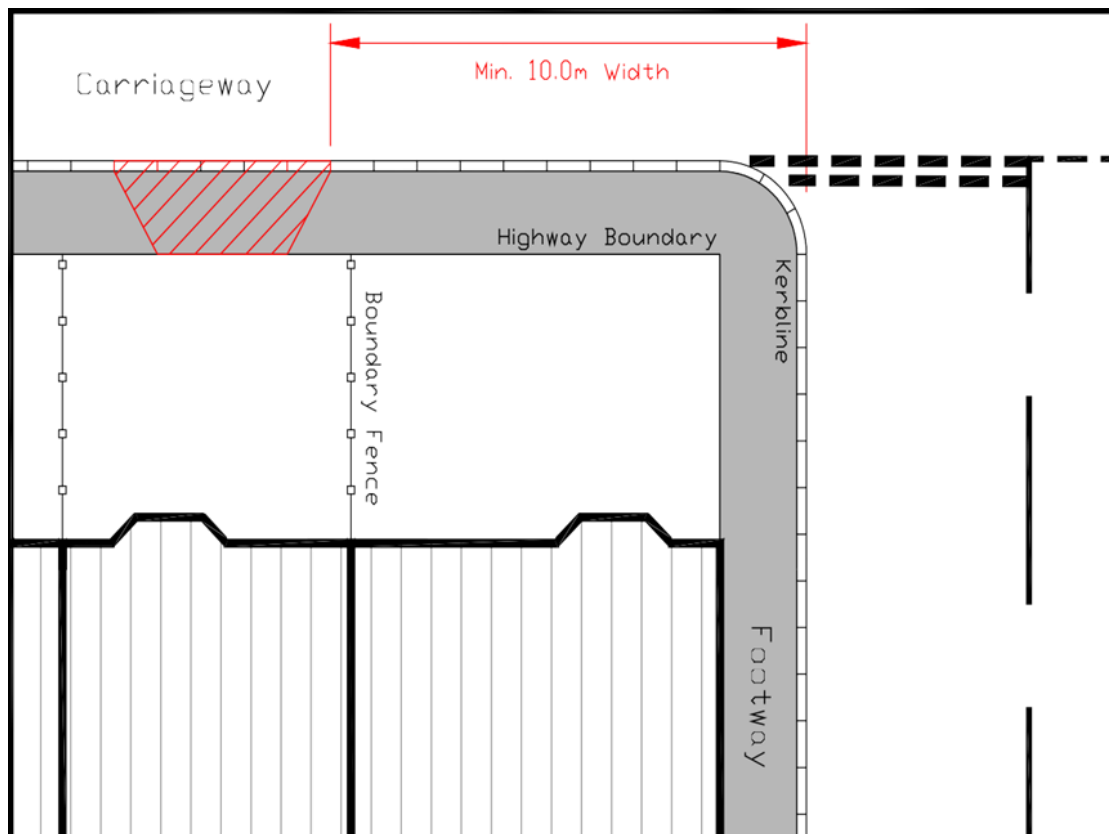 Carriageway
Min. 10.0m Width
Highway Boundary
Kerbline
Boundary Fence
Footway